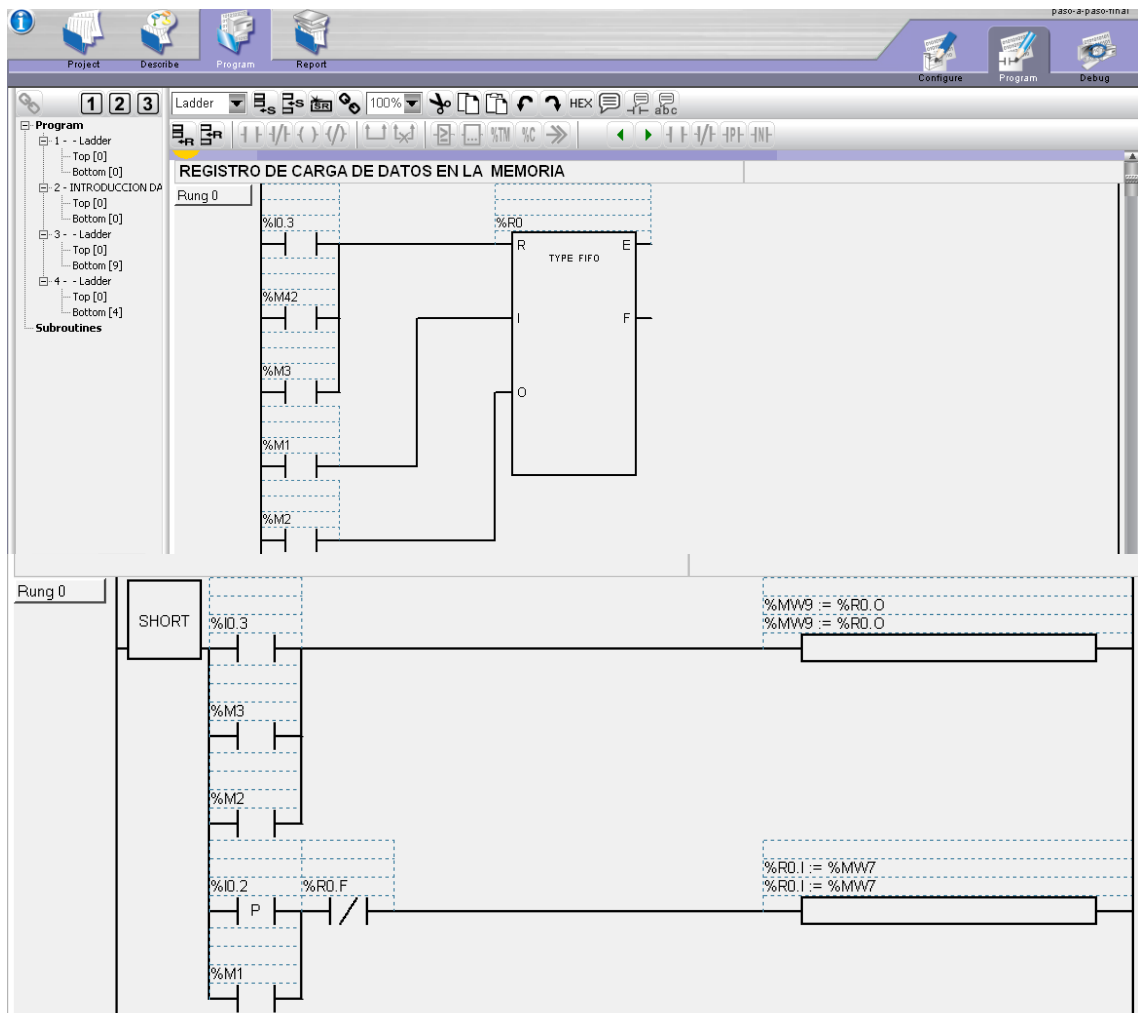 paso-a-paso-final
Project Describe Program Report
Configure Program Debug
1 2 3 Ladder 100% HEX abc
Program
1 - - Ladder
Top [0]
Bottom [0]
2 - INTRODUCCION DA
Top [0]
Bottom [0]
3 - - Ladder
Top [0]
Bottom [9]
4 - - Ladder
Top [0]
Bottom [4]
Subroutines
%TM %C
REGISTRO DE CARGA DE DATOS EN LA MEMORIA
Rung 0
%I0.3 %R0
R E
TYPE FIFO
%M42
I F
%M3
O
%M1
%M2
Rung 0
SHORT
%I0.3
%MW9 := %R0.O
%MW9 := %R0.O
%M3
%M2
%R0.I := %MW7
%I0.2 %R0.F %R0.I := %MW7
P
%M1